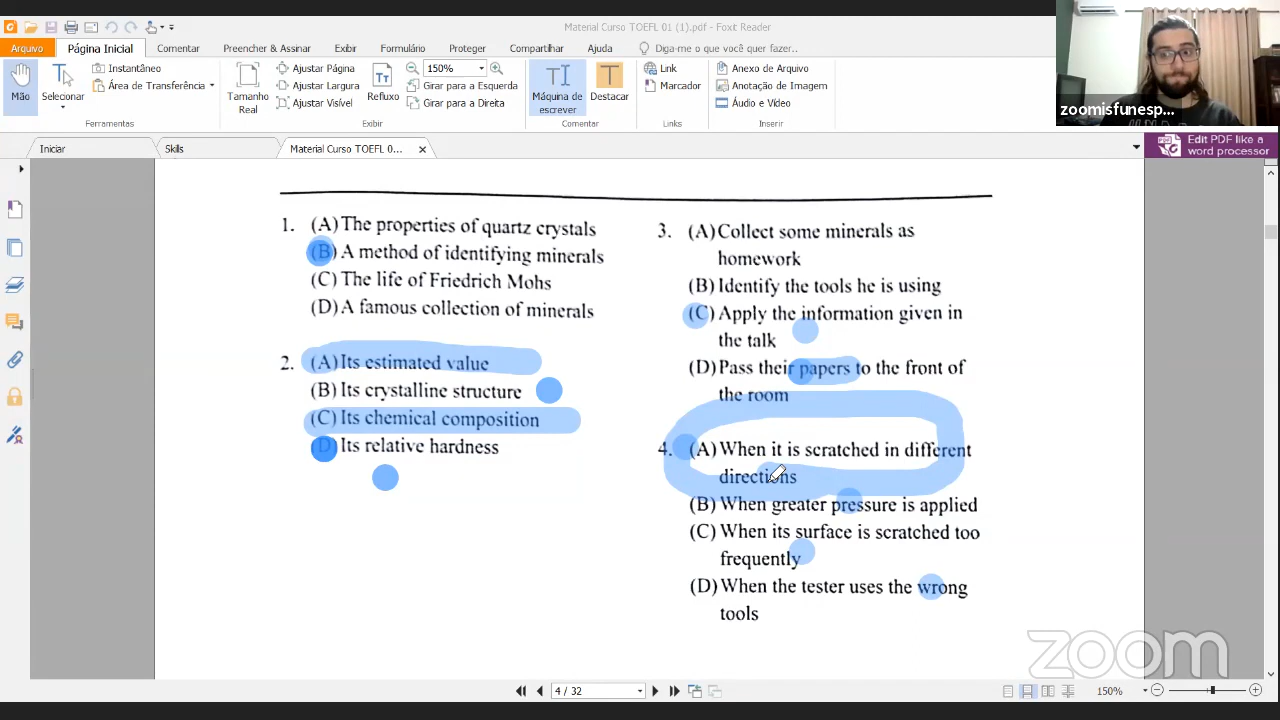 Material Curso TOEFL 01 (1).pdf - Foxit Reader
Arquivo Página Inicial Comentar Preencher & Assinar Exibir Formulário Proteger Compartilhar Ajuda Diga-me o que você quer fazer..
Mão
Selecionar
Instantâneo
Área de Transferência
Ferramentas
Tamanho
Real
Ajustar Página
Ajustar Largura
Ajustar Visível
Refluxo
150%
Girar para a Esquerda
Girar para a Direita
Exibir
Máquina de
escrever
Destacar
Comentar
Link
Marcador
Links
Anexo de Arquivo
Anotação de Imagem
Áudio e Vídeo
Inserir
zoomisfunesp...
Iniciar
Skills
Material Curso TOEFL 0...
Edit PDF like a
word processor
1. (A) The properties of quartz crystals
(B) A method of identifying minerals
(C) The life of Friedrich Mohs
(D) A famous collection of minerals
2. (A) Its estimated value
(B) Its crystalline structure
(C) Its chemical composition
(D) Its relative hardness
3. (A) Collect some minerals as
homework
(B) Identify the tools he is using
(C) Apply the information given in
the talk
(D) Pass their papers to the front of
the room
4. (A) When it is scratched in different
directions
(B) When greater pressure is applied
(C) When its surface is scratched too
frequently
(D) When the tester uses the wrong
tools
zoom
4 / 32
150%